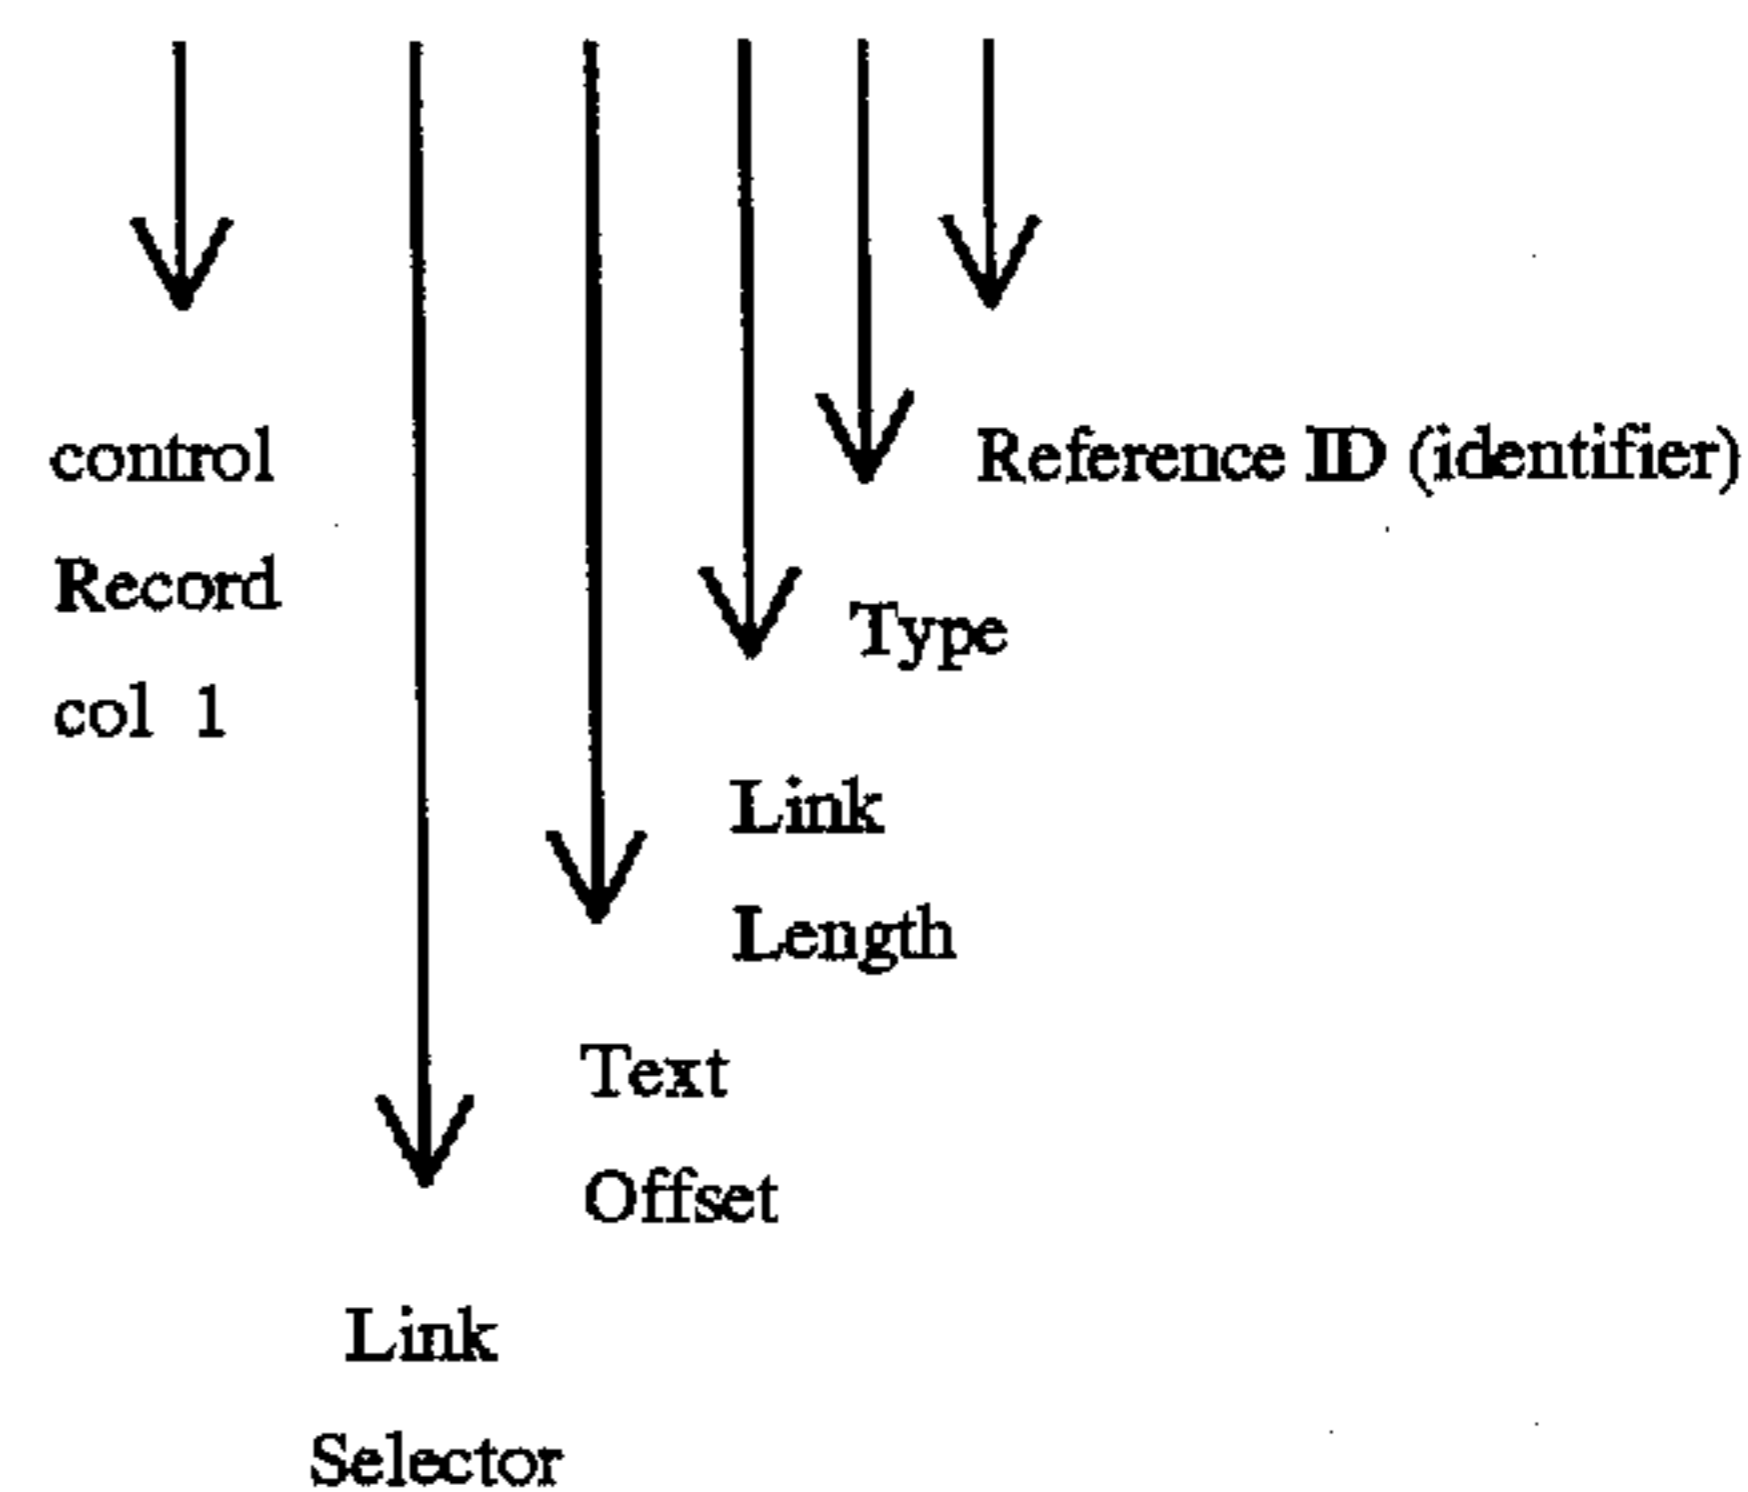 control
Record
col 1
Reference ID (identifier)
Type
Link
Length
Text
Offset
Link
Selector